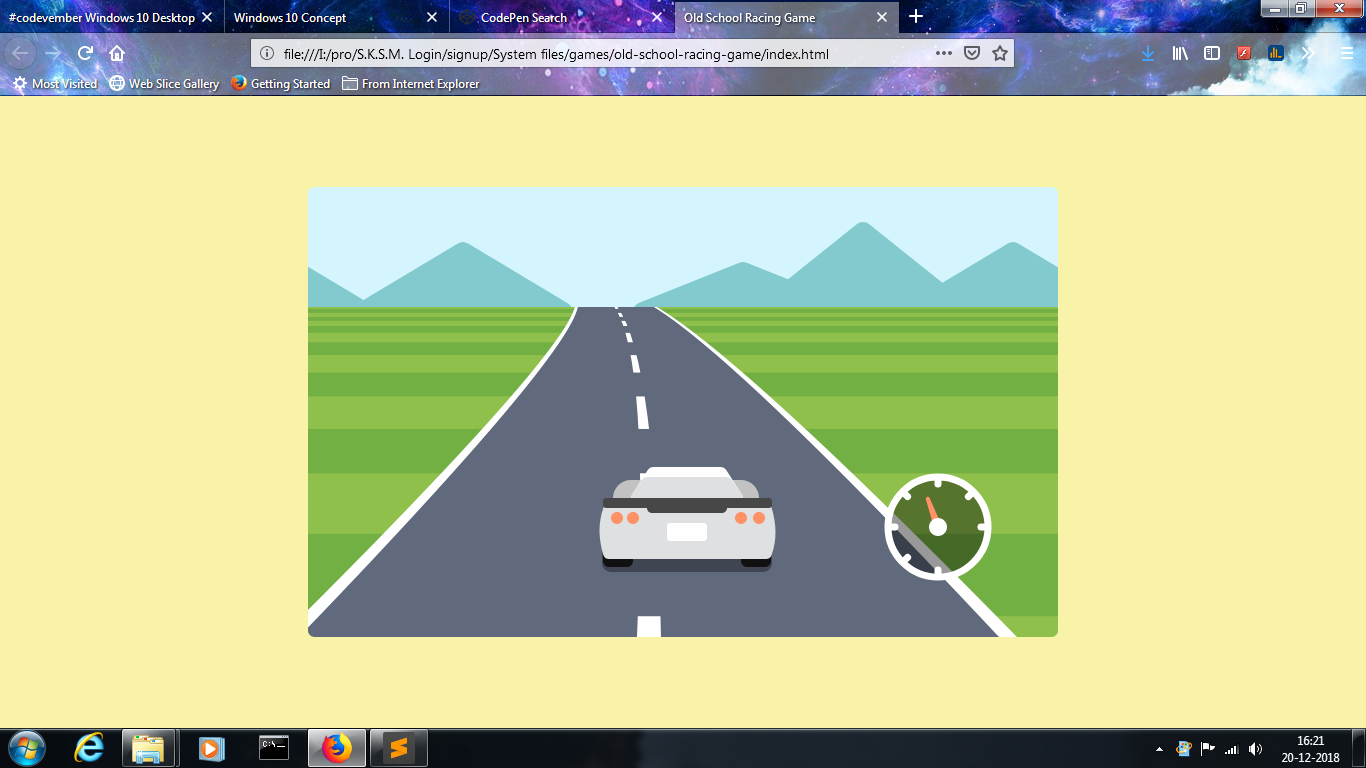 #codevember Windows 10 Desktop
Windows 10 Concept
CodePen Search
Old School Racing Game
file:///I:/pro/S.K.S.M. Login/signup/System files/games/old-school-racing-game/index.html
Most Visited
Web Slice Gallery
Getting Started
From Internet Explorer
C:\_
16:21
20-12-2018